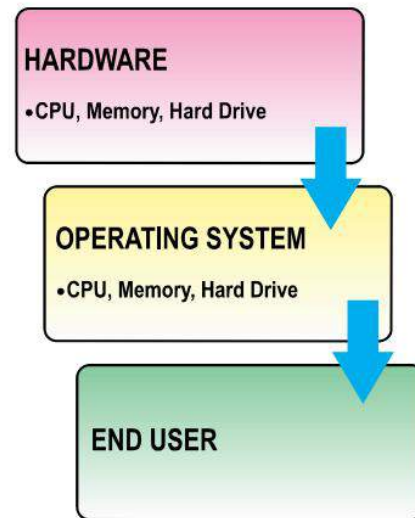 HARDWARE
•CPU, Memory, Hard Drive
OPERATING SYSTEM
•CPU, Memory, Hard Drive
END USER